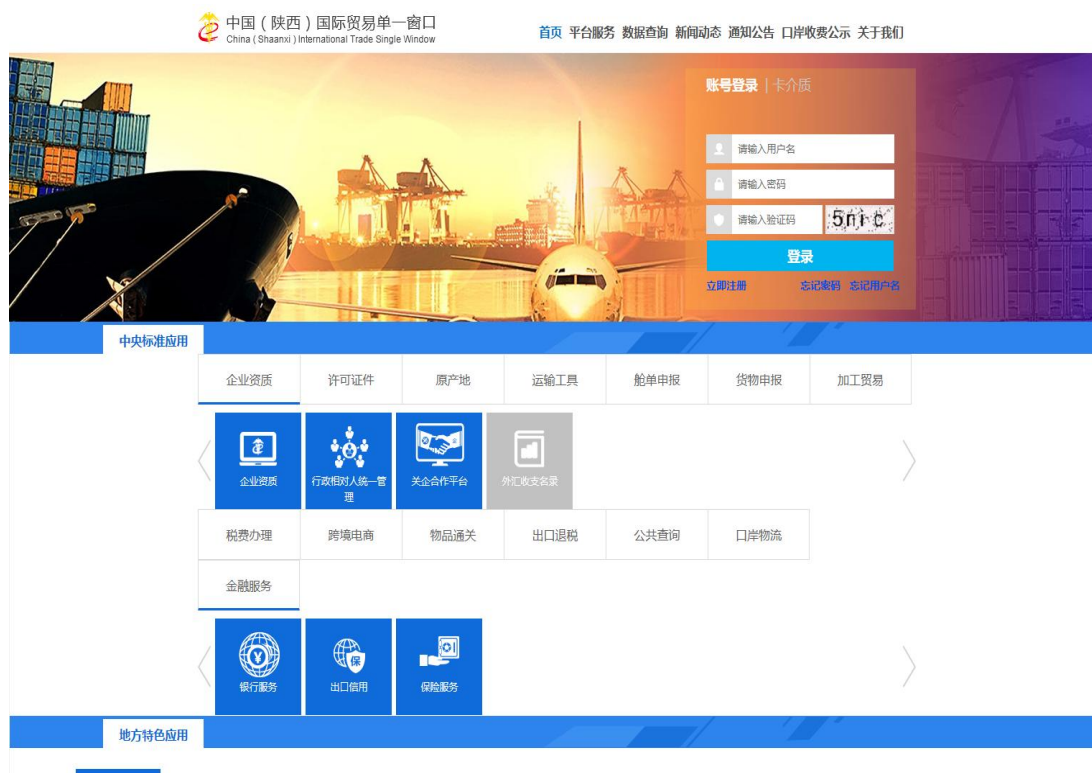 中国（陕西）国际贸易单一窗口
China (Shaanxi) International Trade Single Window
首页 平台服务 数据查询 新闻动态 通知公告 口岸收费公示 关于我们
账号登录 | 卡介质
请输入用户名
请输入密码
请输入验证码 5ni c
登录
立即注册 忘记密码 忘记用户名
中央标准应用
企业资质 许可证件 原产地 运输工具 舱单申报 货物申报 加工贸易
企业资质 行政相对人统一管 关企合作平台 外汇收支名录
理
税费办理 跨境电商 物品通关 出口退税 公共查询 口岸物流
金融服务
银行服务 出口信用 保险服务
地方特色应用